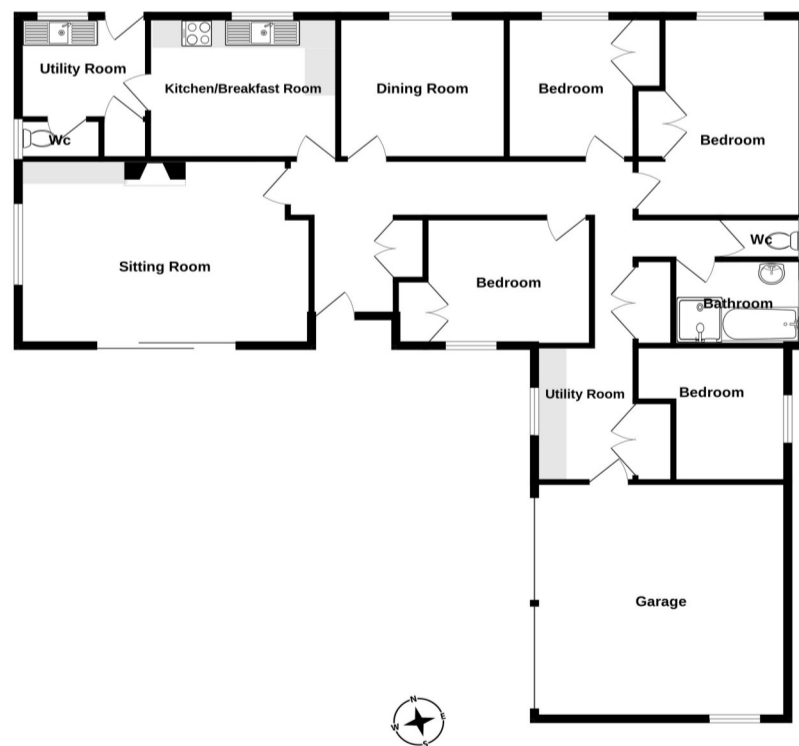 Utility Room
Kitchen/Breakfast Room
Dining Room
Bedroom
Bedroom
Wc
Sitting Room
Bedroom
Wc
Bathroom
Utility Room
Bedroom
Garage
N
W
E
S